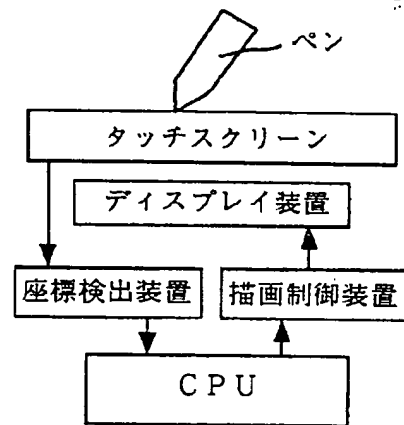 ペン
タッチスクリーン
ディスプレイ装置
座標検出装置
描画制御装置
CPU